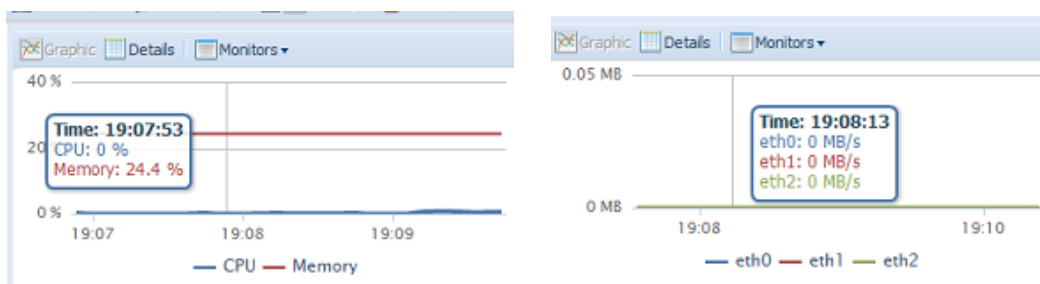 Graphic Details Monitors
40 %
Time: 19:07:53
20
CPU: 0 %
Memory: 24.4 %
0 %
19:07 19:08 19:09
CPU Memory
Graphic Details Monitors
0.05 MB
Time: 19:08:13
eth0: 0 MB/s
eth1: 0 MB/s
eth2: 0 MB/s
0 MB
19:08 19:10
eth0 eth1 eth2